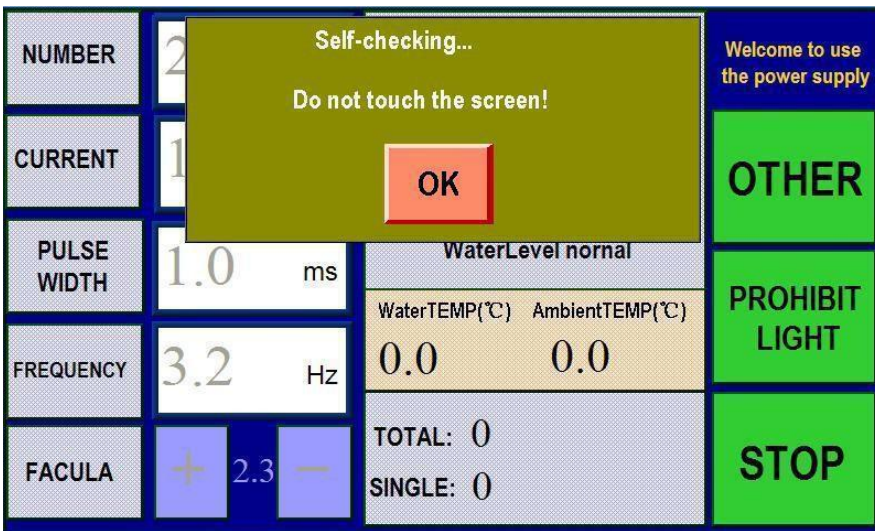 NUMBER
2
Self-checking...
Do not touch the screen!
OK
Welcome to use
the power supply
CURRENT
1
OTHER
PULSE
WIDTH
1.0 ms
WaterLevel nornal
WaterTEMP(℃) AmbientTEMP(℃)
0.0 0.0
PROHIBIT
LIGHT
FREQUENCY
3.2 Hz
FACULA
+ 2.3 −
TOTAL: 0
SINGLE: 0
STOP